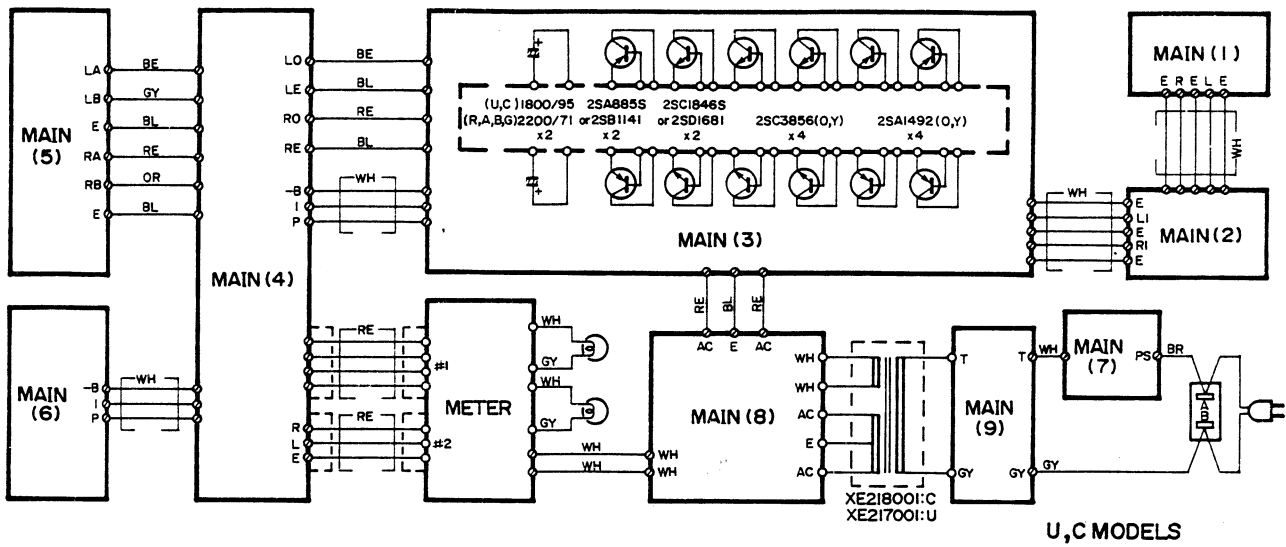 MAIN (5)
LA
LB
E
RA
RB
E
BE
GY
BL
RE
OR
BL
MAIN (4)
LO
LE
RO
RE
-B
I
P
BE
BL
RE
BL
WH
(U,C)1800/95
(R,A,B,G)2200/71
x2
2SA885S
or 2SB1141
x2
2SC1846S
or 2SD1681
x2
2SC3856(O,Y)
x4
2SA1492(O,Y)
x4
MAIN (3)
MAIN (1)
E R E L E
WH
WH
E
LI
E
RI
E
MAIN (2)
MAIN (6)
-B
I
P
WH
RE
#1
R
L
E
RE
#2
METER
WH
GY
WH
GY
WH
WH
RE
BL
RE
AC E AC
MAIN (8)
WH
WH
WH
WH
AC
E
AC
XE218001:C
XE217001:U
T
GY
MAIN (9)
T
GY
WH
MAIN (7)
PS
BR
GY
A
B
U,C MODELS